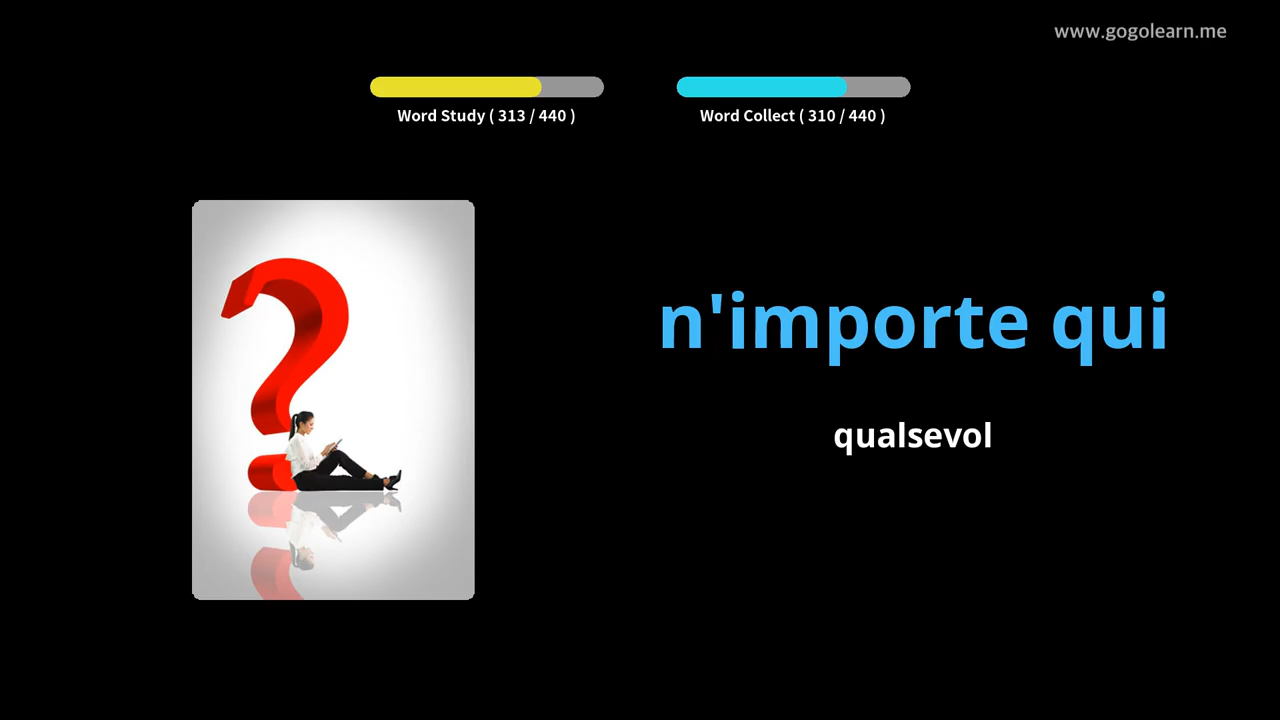 www.gogolearn.me
Word Study ( 313 / 440 )
Word Collect ( 310 / 440 )
n'importe qui
qualsevol